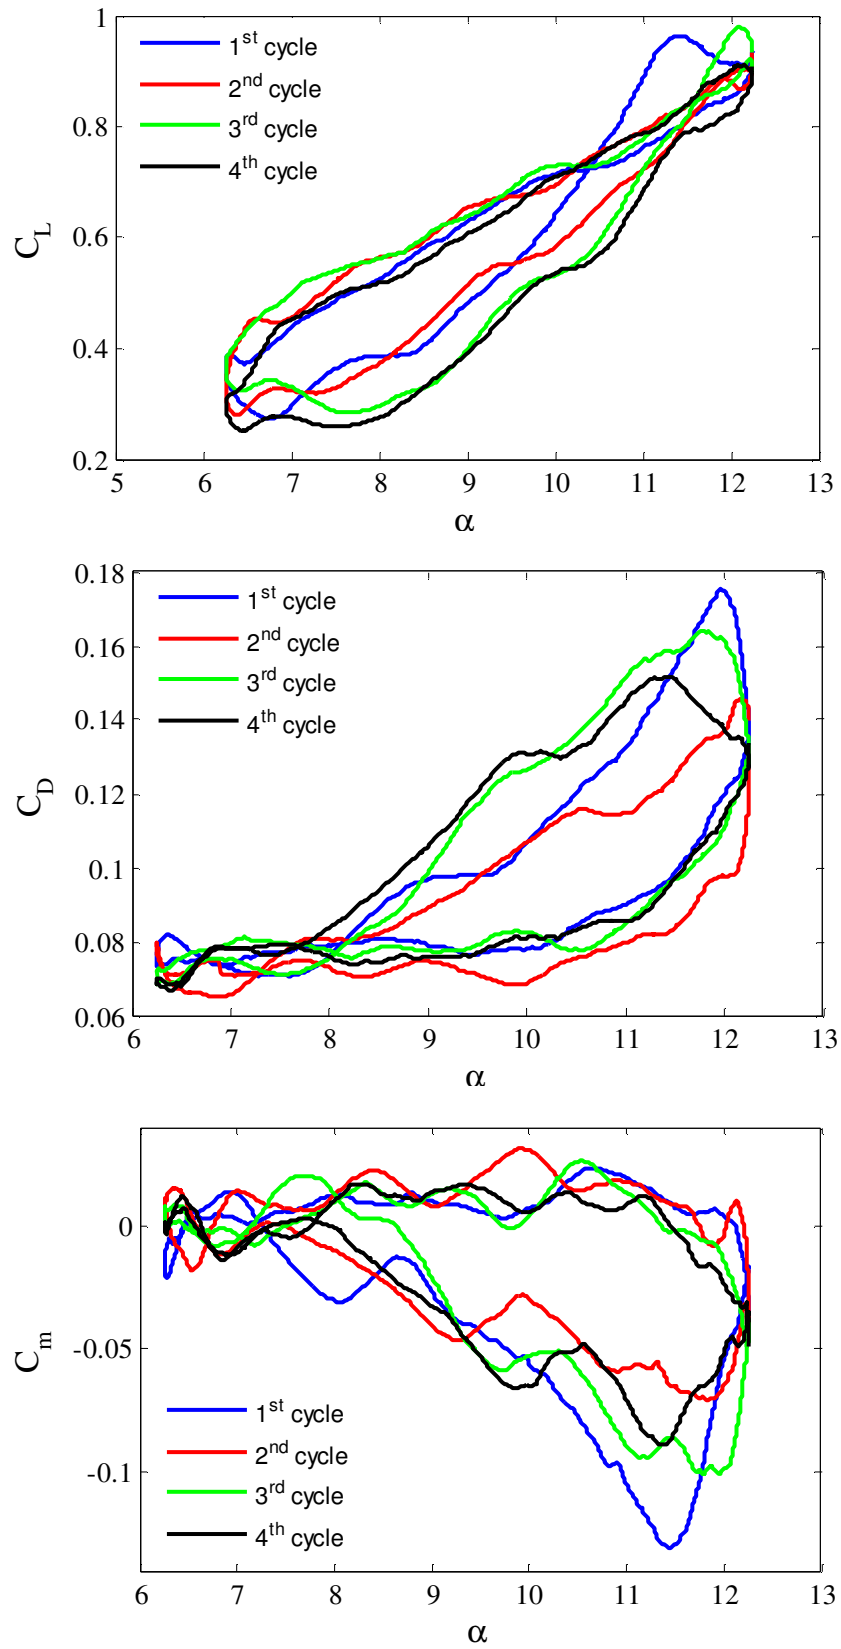 1
1st cycle
2nd cycle
0.8
3rd cycle
4th cycle
CL
0.6
0.4
0.2
5 6 7 8 9 10 11 12 13
α
0.18
1st cycle
2nd cycle
0.16
3rd cycle
4th cycle
0.14
CD
0.12
0.1
0.08
0.06
6 7 8 9 10 11 12 13
α
0
Cm
-0.05
1st cycle
2nd cycle
-0.1
3rd cycle
4th cycle
6 7 8 9 10 11 12 13
α